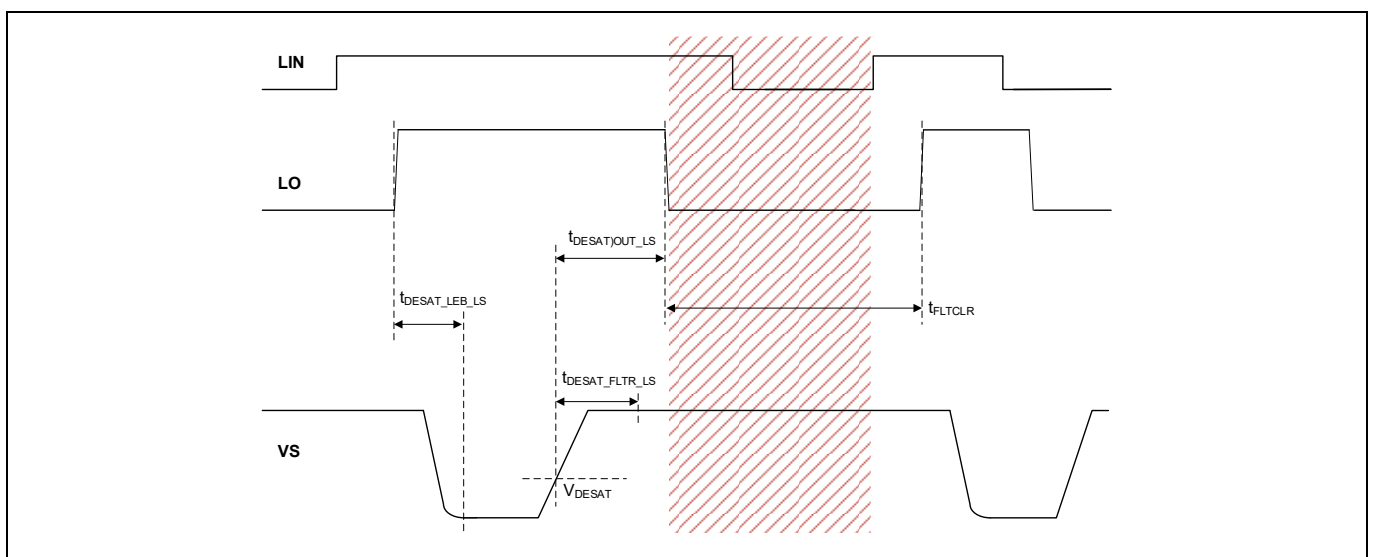 LIN
LO
tDESAT)OUT_LS
tDESAT_LEB_LS
tFLTCLR
tDESAT_FLTR_LS
VS
VDESAT